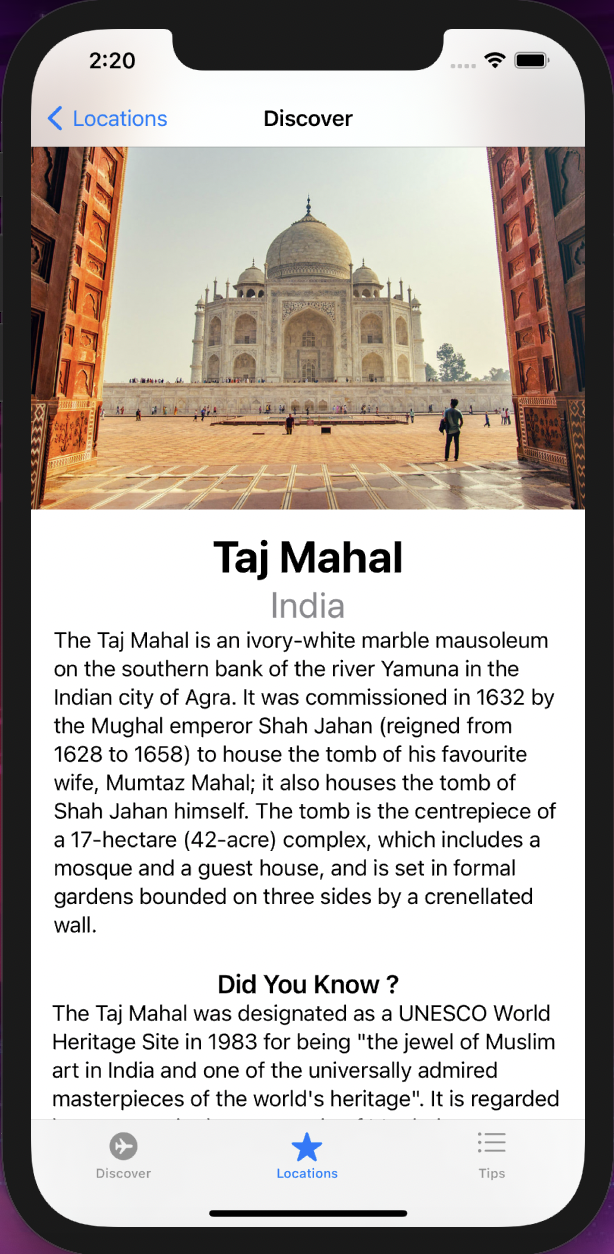 2:20
Locations
Discover
Taj Mahal
India
The Taj Mahal is an ivory-white marble mausoleum
on the southern bank of the river Yamuna in the
Indian city of Agra. It was commissioned in 1632 by
the Mughal emperor Shah Jahan (reigned from
1628 to 1658) to house the tomb of his favourite
wife, Mumtaz Mahal; it also houses the tomb of
Shah Jahan himself. The tomb is the centrepiece of
a 17-hectare (42-acre) complex, which includes a
mosque and a guest house, and is set in formal
gardens bounded on three sides by a crenellated
wall.
Did You Know ?
The Taj Mahal was designated as a UNESCO World
Heritage Site in 1983 for being "the jewel of Muslim
art in India and one of the universally admired
masterpieces of the world's heritage". It is regarded
Discover
Locations
Tips